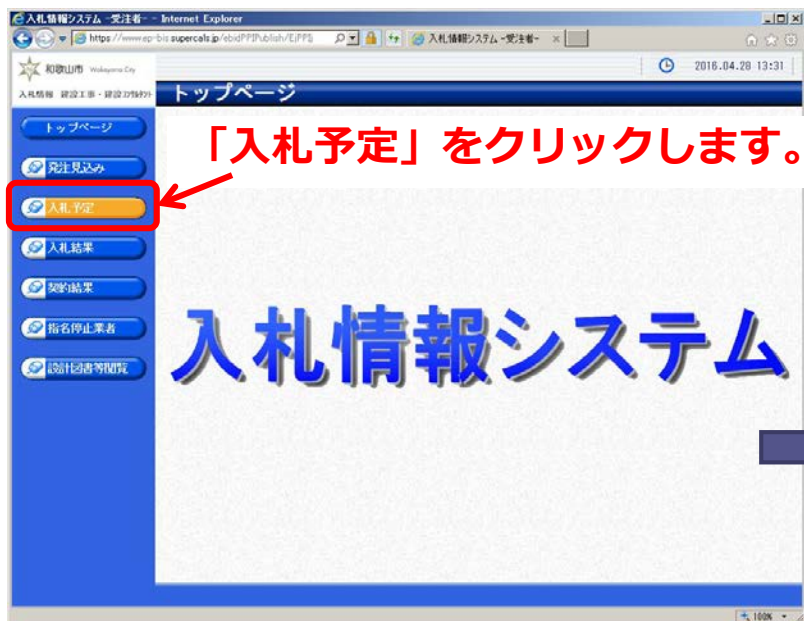 入札情報システム -受注者- - Internet Explorer
https://www.ep-bis.supercals.jp/ebidPPIPublish/EjPPIj
入札情報システム -受注者-
和歌山市 Wakayama City
2016.04.28 13:31
入札情報 建設工事・建設コンサルタント
トップページ
トップページ
「入札予定」をクリックします。
発注見込み
入札予定
入札結果
契約結果
指名停止業者
設計図書等閲覧
入札情報システム
100%